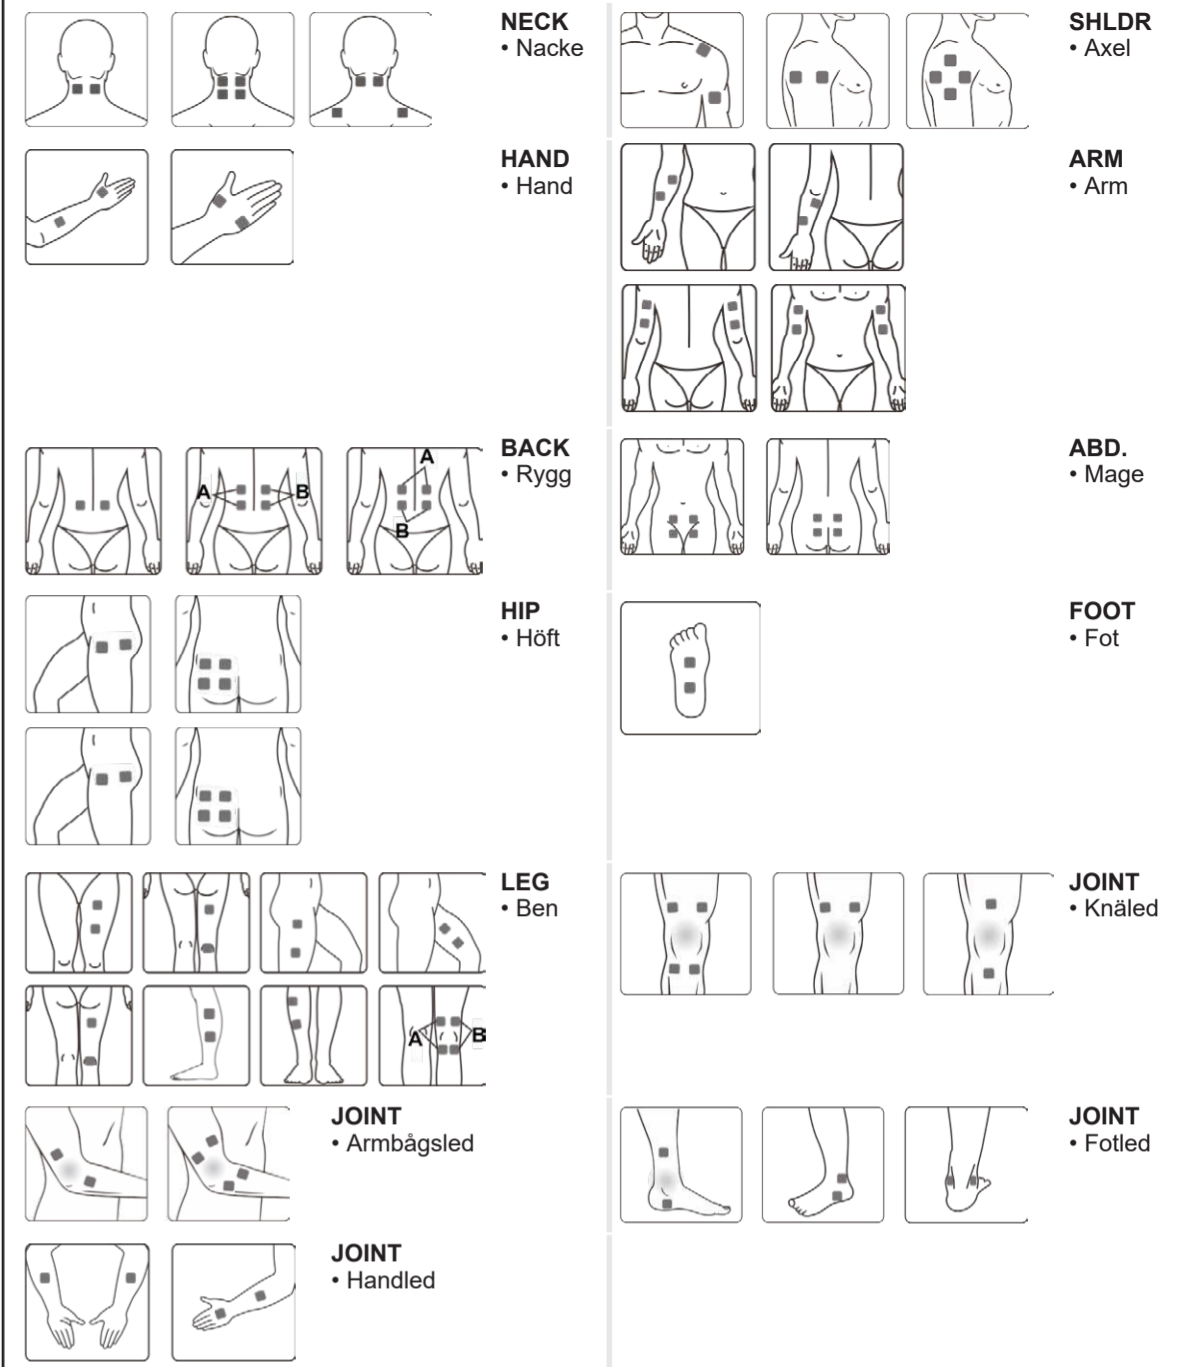 NECK
• Nacke
SHLDR
• Axel
HAND
• Hand
ARM
• Arm
BACK
• Rygg
A
B
A
B
ABD.
• Mage
HIP
• Höft
FOOT
• Fot
LEG
• Ben
A
B
JOINT
• Knäled
JOINT
• Armbågsled
JOINT
• Fotled
JOINT
• Handled